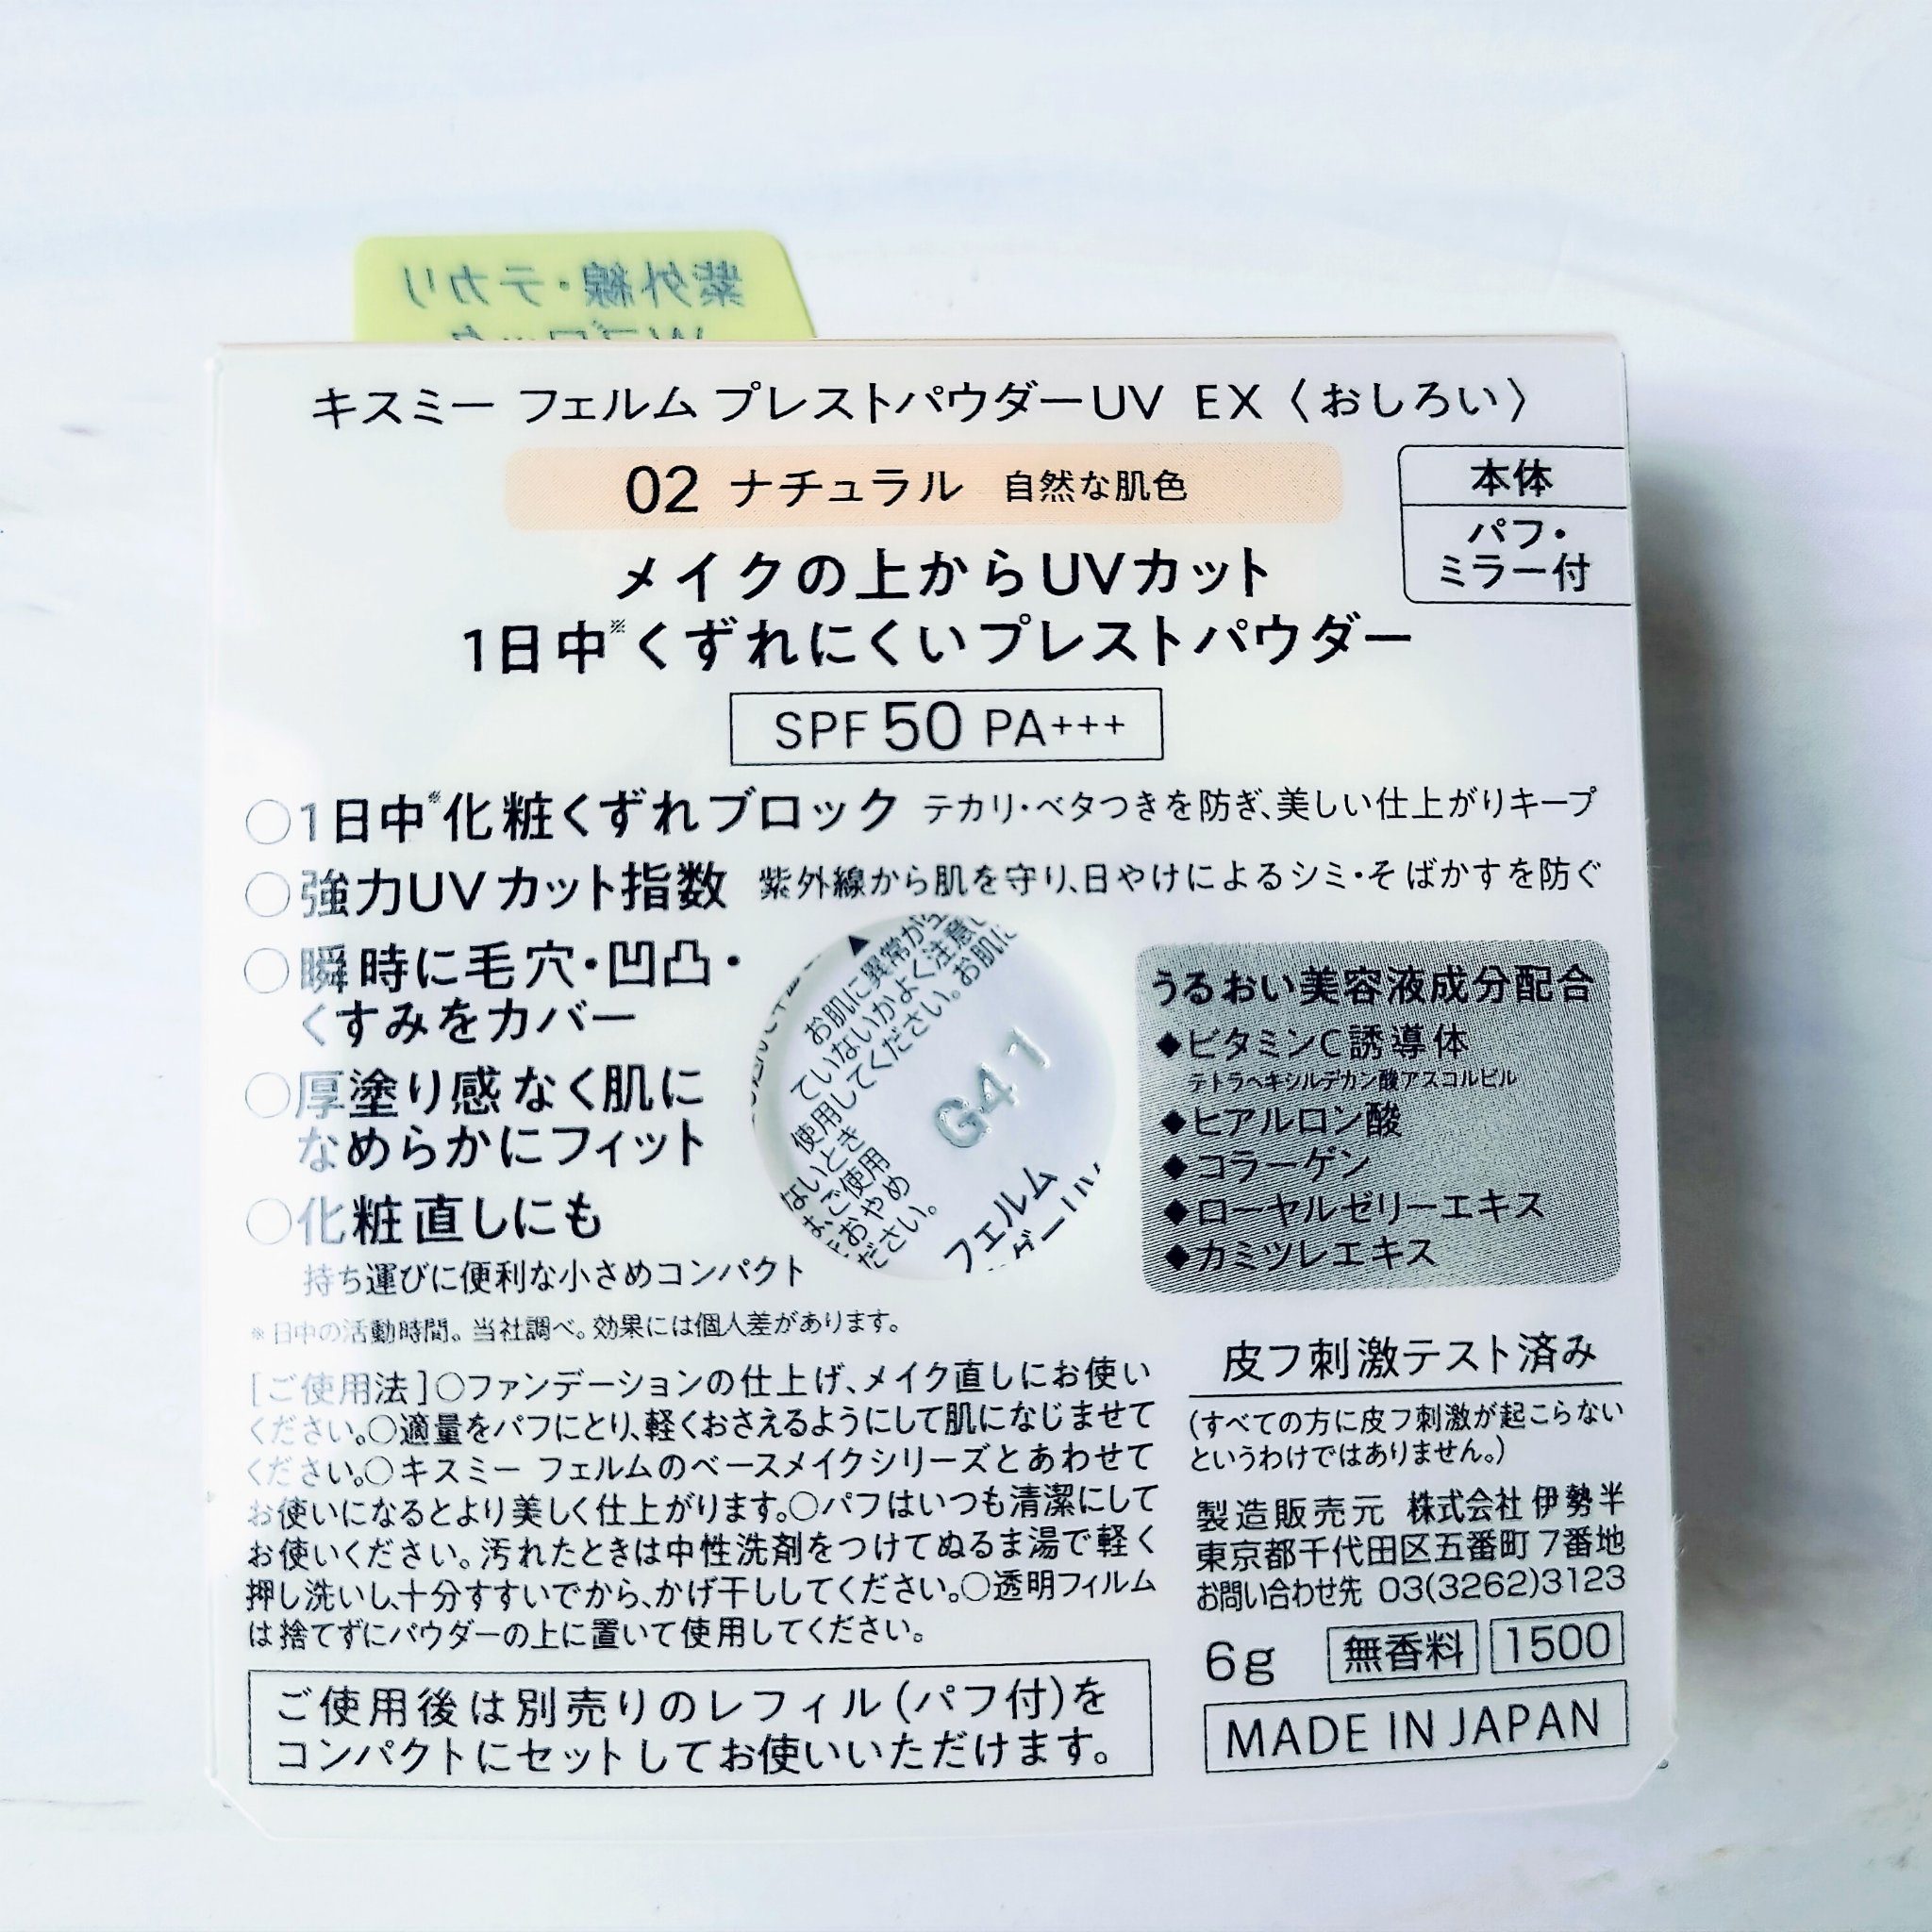 紫外線・テカリ
Wブロック
キスミー フェルム プレストパウダーUV EX〈おしろい〉
02 ナチュラル 自然な肌色
本体
パフ・
ミラー付
メイクの上からUVカット
1日中※くずれにくいプレストパウダー
SPF50 PA+++
○1日中※化粧くずれブロック テカリ・ベタつきを防ぎ、美しい仕上がりキープ
○強力UVカット指数 紫外線から肌を守り、日やけによるシミ・そばかすを防ぐ
○瞬時に毛穴・凹凸・
くすみをカバー
○厚塗り感なく肌に
なめらかにフィット
○化粧直しにも
持ち運びに便利な小さめコンパクト
▲
お肌に異常が生
ていないかよく注意し
使用してください。お肌に
ないとき
は、ご使用
おやめ
ださい。
G41
フェルム
うるおい美容液成分配合
◆ビタミンC誘導体
テトラヘキシルデカン酸アスコルビル
◆ヒアルロン酸
◆コラーゲン
◆ローヤルゼリーエキス
◆カミツレエキス
※日中の活動時間。当社調べ。効果には個人差があります。
[ご使用法]○ファンデーションの仕上げ、メイク直しにお使い
ください。○適量をパフにとり、軽くおさえるようにして肌になじませて
ください。○キスミー フェルムのベースメイクシリーズとあわせて
お使いになるとより美しく仕上がります。○パフはいつも清潔にして
お使いください。汚れたときは中性洗剤をつけてぬるま湯で軽く
押し洗いし、十分すすいでから、かげ干ししてください。○透明フィルム
は捨てずにパウダーの上に置いて使用してください。
ご使用後は別売りのレフィル(パフ付)を
コンパクトにセットしてお使いいただけます。
皮フ刺激テスト済み
(すべての方に皮フ刺激が起こらない
というわけではありません。)
製造販売元 株式会社 伊勢半
東京都千代田区五番町7番地
お問い合わせ先 03(3262)3123
6g 無香料 1500
MADE IN JAPAN